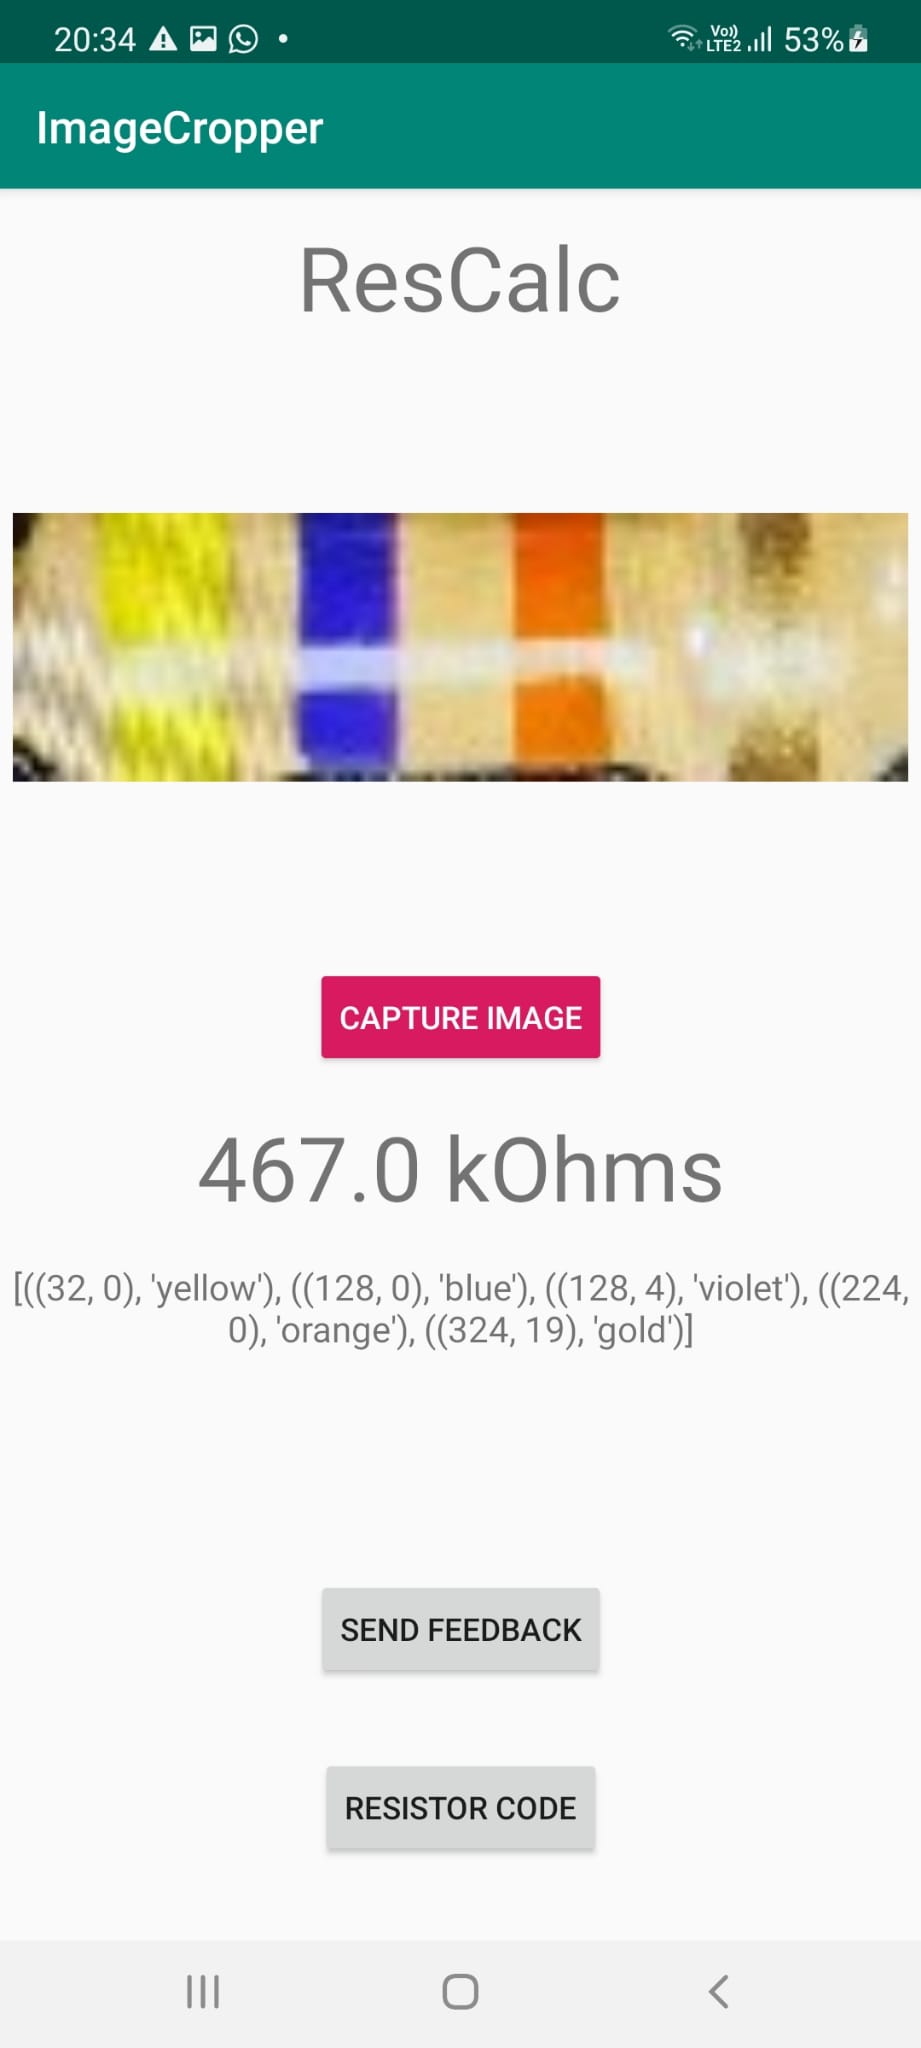 20:34
Vo)) LTE2 53%
ImageCropper
ResCalc
CAPTURE IMAGE
467.0 kOhms
[((32, 0), 'yellow'), ((128, 0), 'blue'), ((128, 4), 'violet'), ((224,
0), 'orange'), ((324, 19), 'gold')]
SEND FEEDBACK
RESISTOR CODE